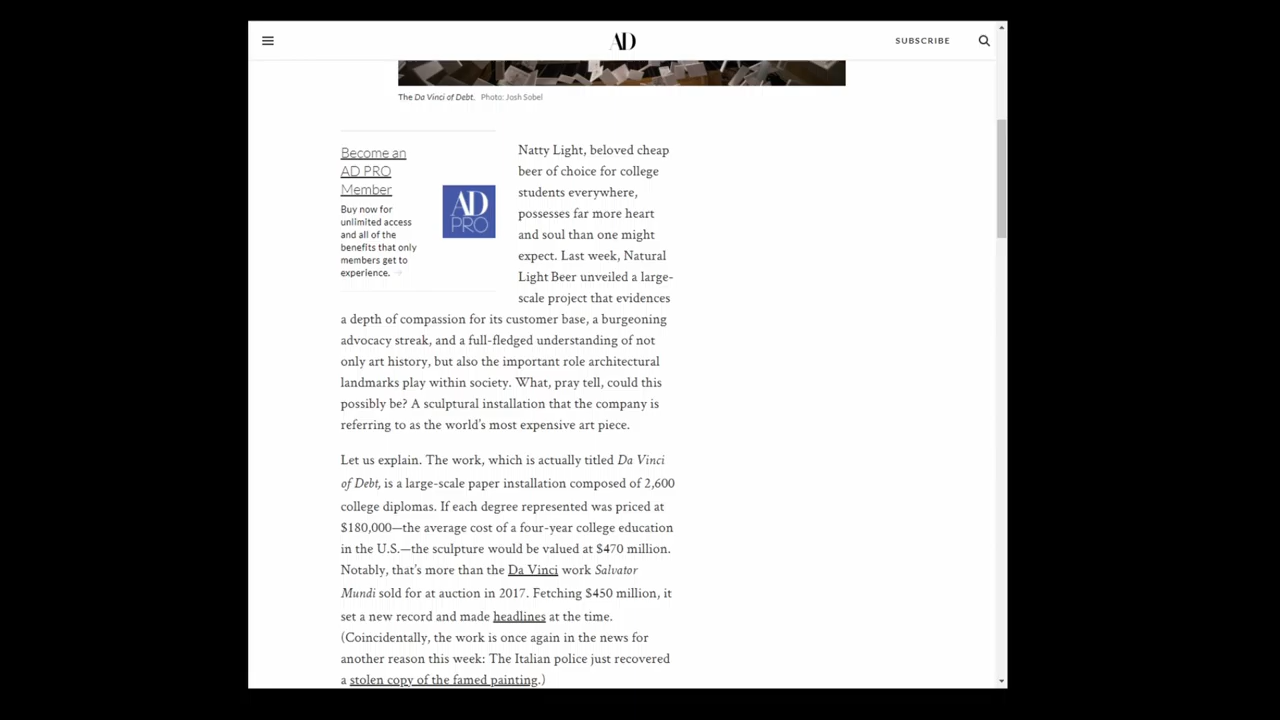 AD
SUBSCRIBE
The Da Vinci of Debt. Photo: Josh Sobel
Become an
AD PRO
Member
Buy now for
unlimited access
and all of the
benefits that only
members get to
experience. →
AD
PRO
Natty Light, beloved cheap
beer of choice for college
students everywhere,
possesses far more heart
and soul than one might
expect. Last week, Natural
Light Beer unveiled a large-
scale project that evidences
a depth of compassion for its customer base, a burgeoning
advocacy streak, and a full-fledged understanding of not
only art history, but also the important role architectural
landmarks play within society. What, pray tell, could this
possibly be? A sculptural installation that the company is
referring to as the world's most expensive art piece.
Let us explain. The work, which is actually titled Da Vinci
of Debt, is a large-scale paper installation composed of 2,600
college diplomas. If each degree represented was priced at
$180,000—the average cost of a four-year college education
in the U.S.—the sculpture would be valued at $470 million.
Notably, that's more than the Da Vinci work Salvator
Mundi sold for at auction in 2017. Fetching $450 million, it
set a new record and made headlines at the time.
(Coincidentally, the work is once again in the news for
another reason this week: The Italian police just recovered
a stolen copy of the famed painting.)